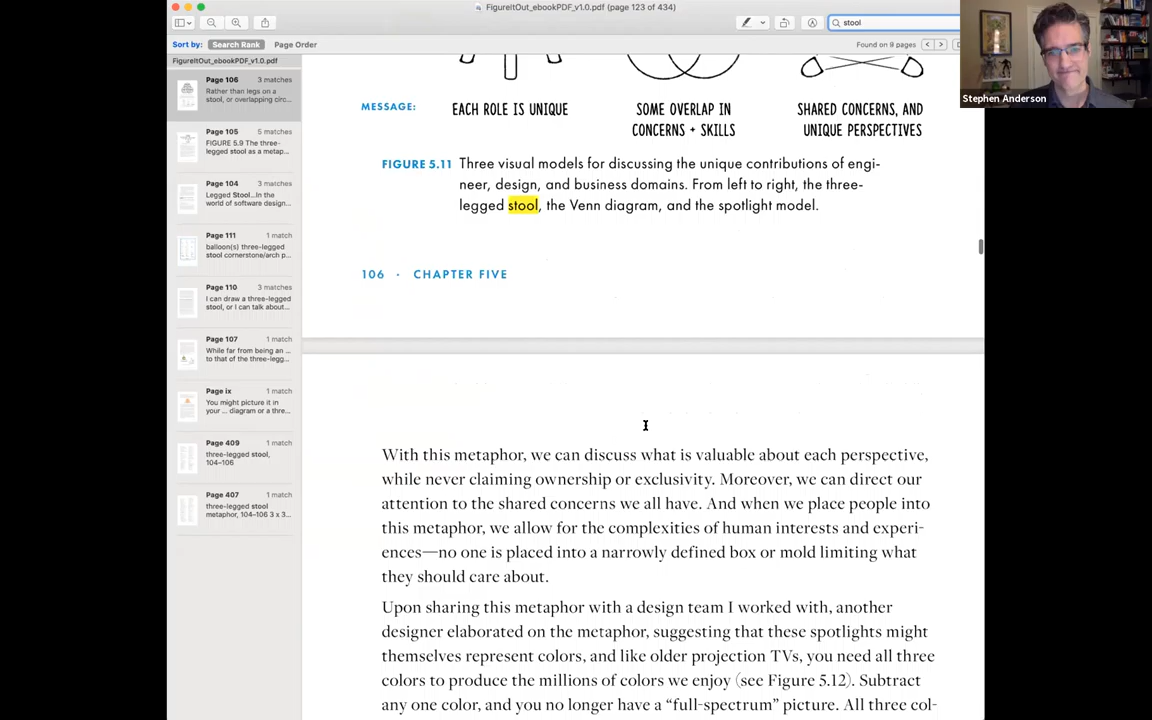 FigureItOut_ebookPDF_v1.0.pdf (page 123 of 434)
stool
Sort by: Search Rank Page Order
Found on 9 pages
FigureItOut_ebookPDF_v1.0.pdf
Page 106 3 matches
Rather than legs on a
stool, or overlapping circ...
Page 105 5 matches
FIGURE 5.9 The three-
legged stool as a metap...
Page 104 3 matches
Legged Stool...In the
world of software design...
Page 111 1 match
balloon(s) three-legged
stool cornerstone/arch p...
Page 110 3 matches
I can draw a three-legged
stool, or I can talk about...
Page 107 1 match
While far from being an ...
to that of the three-legg...
Page ix 1 match
You might picture it in
your ... diagram or a thre...
Page 409 1 match
three-legged stool,
104–106
Page 407 1 match
three-legged stool
metaphor, 104–106 3 x 3...
MESSAGE:
EACH ROLE IS UNIQUE
SOME OVERLAP IN
CONCERNS + SKILLS
SHARED CONCERNS, AND
UNIQUE PERSPECTIVES
FIGURE 5.11 Three visual models for discussing the unique contributions of engi-
neer, design, and business domains. From left to right, the three-
legged stool, the Venn diagram, and the spotlight model.
106 · CHAPTER FIVE
With this metaphor, we can discuss what is valuable about each perspective,
while never claiming ownership or exclusivity. Moreover, we can direct our
attention to the shared concerns we all have. And when we place people into
this metaphor, we allow for the complexities of human interests and experi-
ences—no one is placed into a narrowly defined box or mold limiting what
they should care about.
Upon sharing this metaphor with a design team I worked with, another
designer elaborated on the metaphor, suggesting that these spotlights might
themselves represent colors, and like older projection TVs, you need all three
colors to produce the millions of colors we enjoy (see Figure 5.12). Subtract
any one color, and you no longer have a “full-spectrum” picture. All three col-
Stephen Anderson